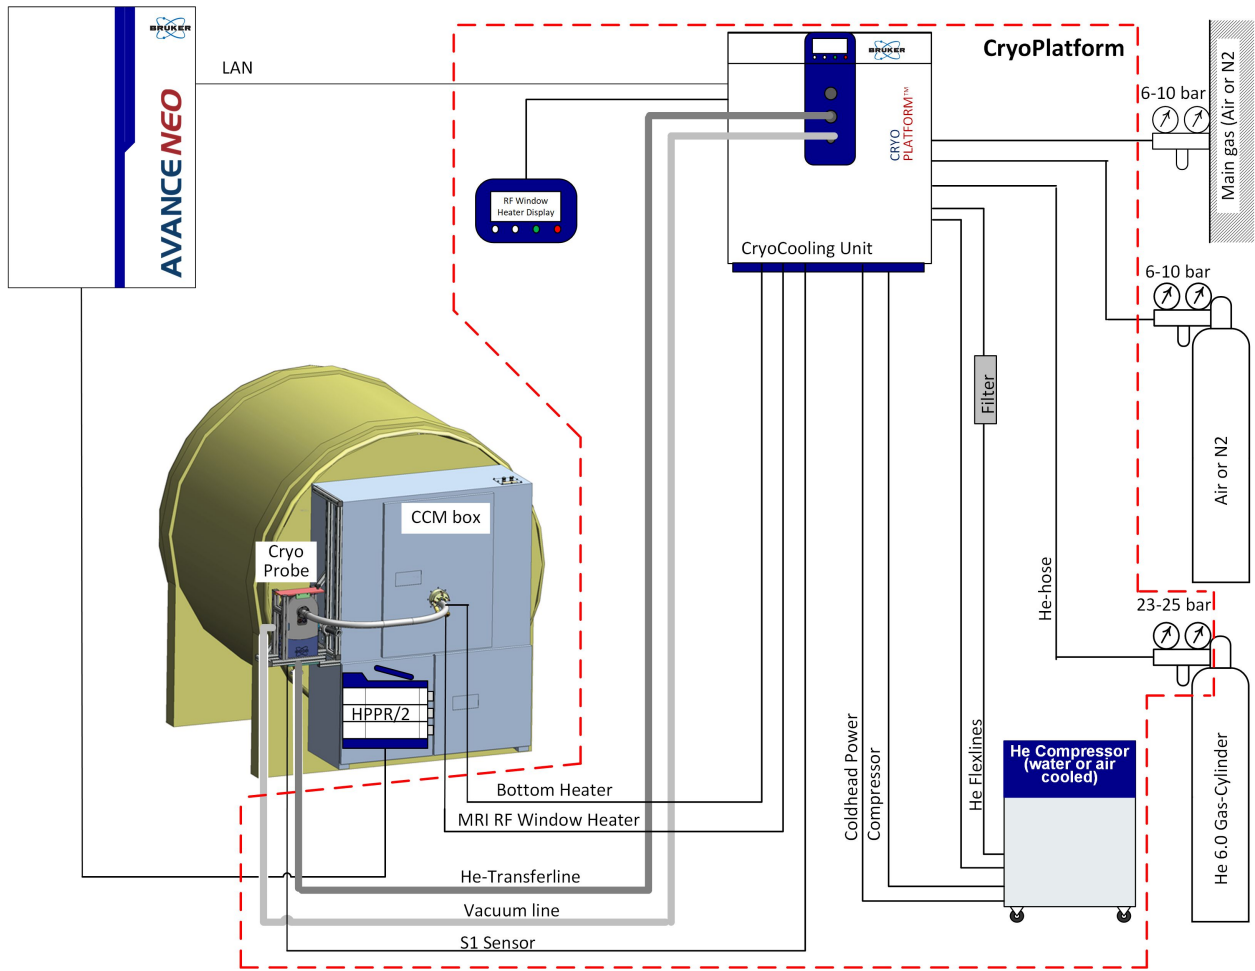 BRUKER
AVANCE NEO
LAN
CryoPlatform
BRUKER
CRYO
PLATFORM™
CryoCooling Unit
RF Window
Heater Display
6-10 bar
Main gas (Air or N2
6-10 bar
Air or N2
Filter
He-hose
23-25 bar
He 6.0 Gas-Cylinder
CCM box
Cryo
Probe
HPPR/2
Coldhead Power
Compressor
He Flexlines
He Compressor
(water or air
cooled)
Bottom Heater
MRI RF Window Heater
He-Transferline
Vacuum line
S1 Sensor